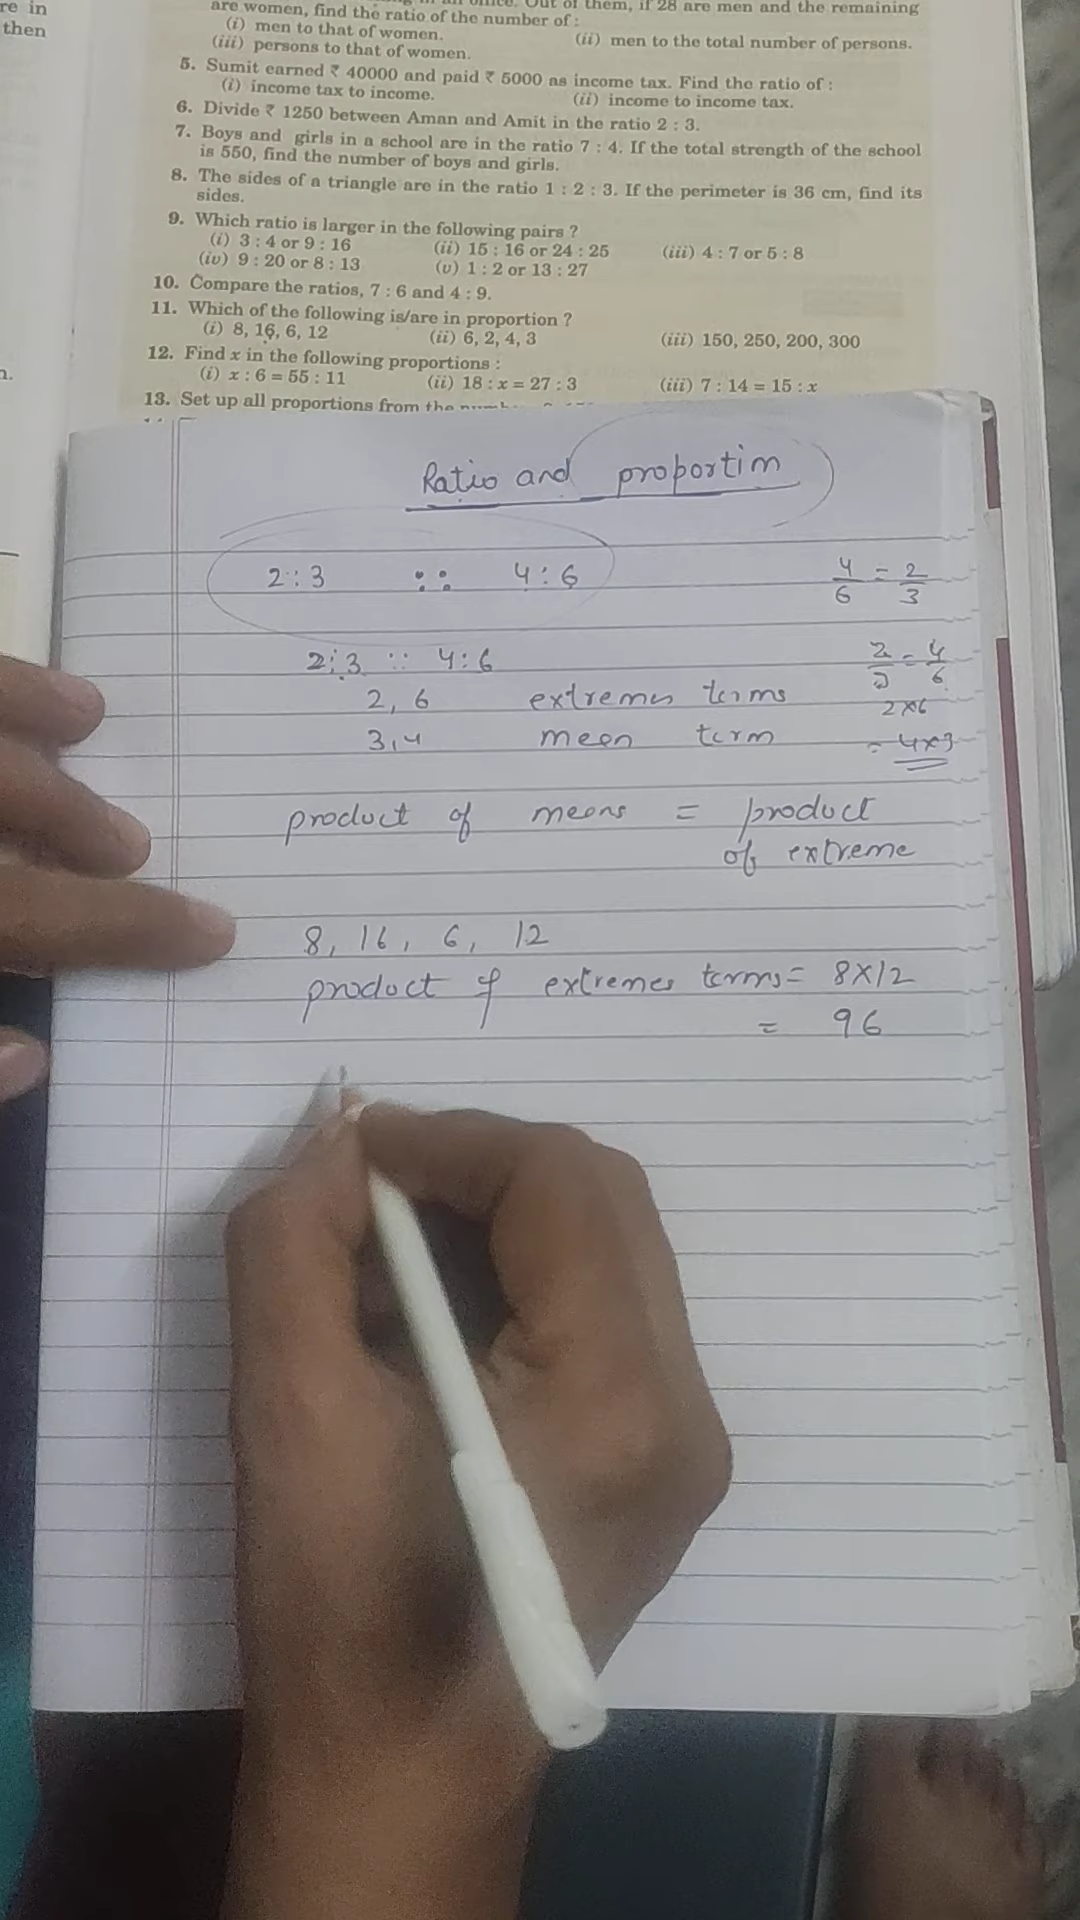 re in
then
are women, find the ratio of the number of :
(i) men to that of women.
(ii) men to the total number of persons.
(iii) persons to that of women.
5. Sumit earned ₹ 40000 and paid ₹ 5000 as income tax. Find the ratio of :
(i) income tax to income.
(ii) income to income tax.
6. Divide ₹ 1250 between Aman and Amit in the ratio 2 : 3.
7. Boys and girls in a school are in the ratio 7 : 4. If the total strength of the school
is 550, find the number of boys and girls.
8. The sides of a triangle are in the ratio 1 : 2 : 3. If the perimeter is 36 cm, find its
sides.
9. Which ratio is larger in the following pairs ?
(i) 3 : 4 or 9 : 16 (ii) 15 : 16 or 24 : 25 (iii) 4 : 7 or 5 : 8
(iv) 9 : 20 or 8 : 13 (v) 1 : 2 or 13 : 27
10. Compare the ratios, 7 : 6 and 4 : 9.
11. Which of the following is/are in proportion ?
(i) 8, 16, 6, 12 (ii) 6, 2, 4, 3 (iii) 150, 250, 200, 300
12. Find x in the following proportions :
(i) x : 6 = 55 : 11 (ii) 18 : x = 27 : 3 (iii) 7 : 14 = 15 : x
13. Set up all proportions from the
Ratio and proportim
2 : 3 :: 4 : 6 4/6 = 2/3
2 : 3 :: 4 : 6 2/3 = 4/6
2, 6 extremes terms 2×6
3, 4 meen term = 4×3
product of means = product
of extreme
8, 16, 6, 12
product of extremes terms = 8×12
= 96